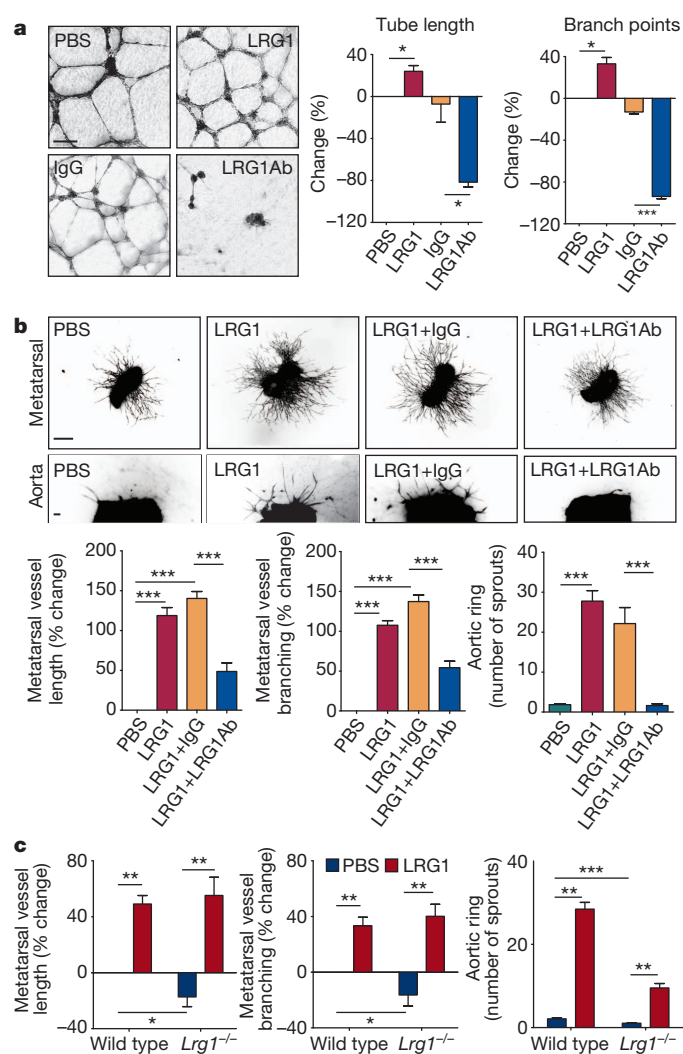 a
PBS
LRG1
IgG
LRG1Ab
Tube length
Change (%)
40
0
−40
−80
−120
*
*
PBS
LRG1
IgG
LRG1Ab
Branch points
Change (%)
40
0
−40
−80
−120
*
***
PBS
LRG1
IgG
LRG1Ab
b
Metatarsal
PBS
LRG1
LRG1+IgG
LRG1+LRG1Ab
Aorta
PBS
LRG1
LRG1+IgG
LRG1+LRG1Ab
Metatarsal vessel
length (% change)
200
150
100
50
0
***
***
***
PBS
LRG1
LRG1+IgG
LRG1+LRG1Ab
Metatarsal vessel
branching (% change)
200
150
100
50
0
***
***
***
PBS
LRG1
LRG1+IgG
LRG1+LRG1Ab
Aortic ring
(number of sprouts)
40
30
20
10
0
***
***
PBS
LRG1
LRG1+IgG
LRG1+LRG1Ab
c
Metatarsal vessel
length (% change)
80
40
0
−40
**
**
*
Wild type
Lrg1−/−
Metatarsal vessel
branching (% change)
80
40
0
−40
PBS
LRG1
**
**
*
Wild type
Lrg1−/−
Aortic ring
(number of sprouts)
40
30
20
10
0
***
**
**
Wild type
Lrg1−/−